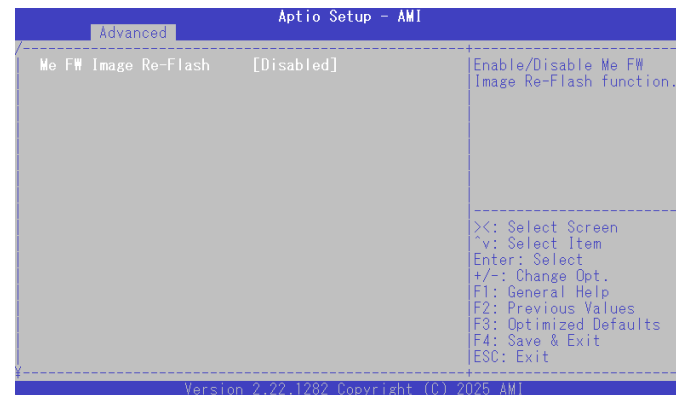 Aptio Setup - AMI
Advanced
Me FW Image Re-Flash [Disabled]
Enable/Disable Me FW
Image Re-Flash function.
><: Select Screen
^v: Select Item
Enter: Select
+/-: Change Opt.
F1: General Help
F2: Previous Values
F3: Optimized Defaults
F4: Save & Exit
ESC: Exit
Version 2.22.1282 Copyright (C) 2025 AMI